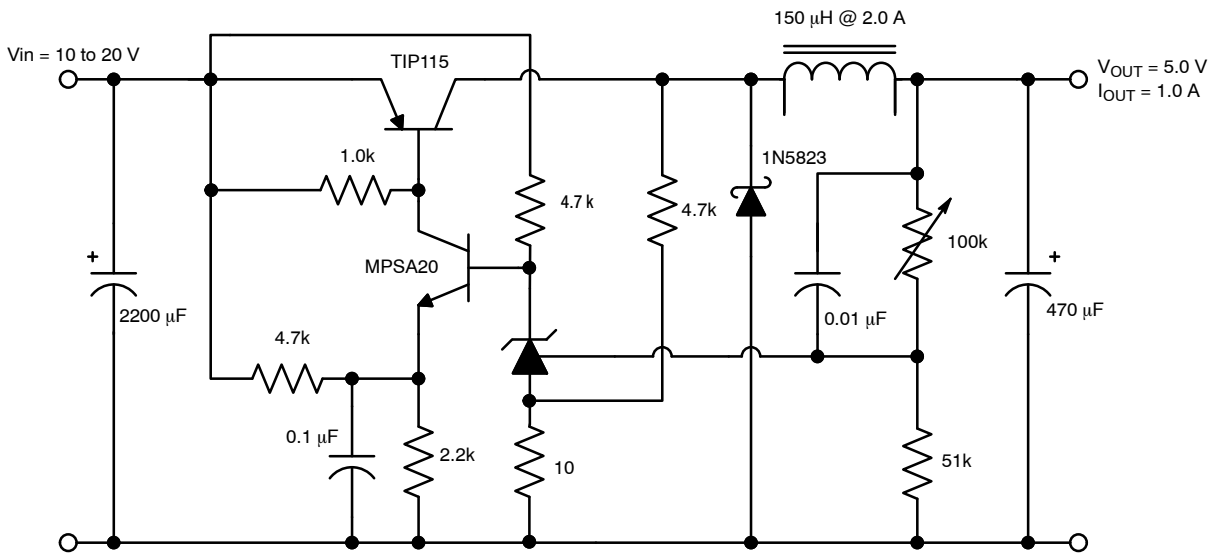 150 μH @ 2.0 A
Vin = 10 to 20 V
TIP115
VOUT = 5.0 V
IOUT = 1.0 A
1.0k
1N5823
4.7 k
4.7k
100k
MPSA20
+
2200 μF
0.01 μF
+
470 μF
4.7k
0.1 μF
2.2k
10
51k